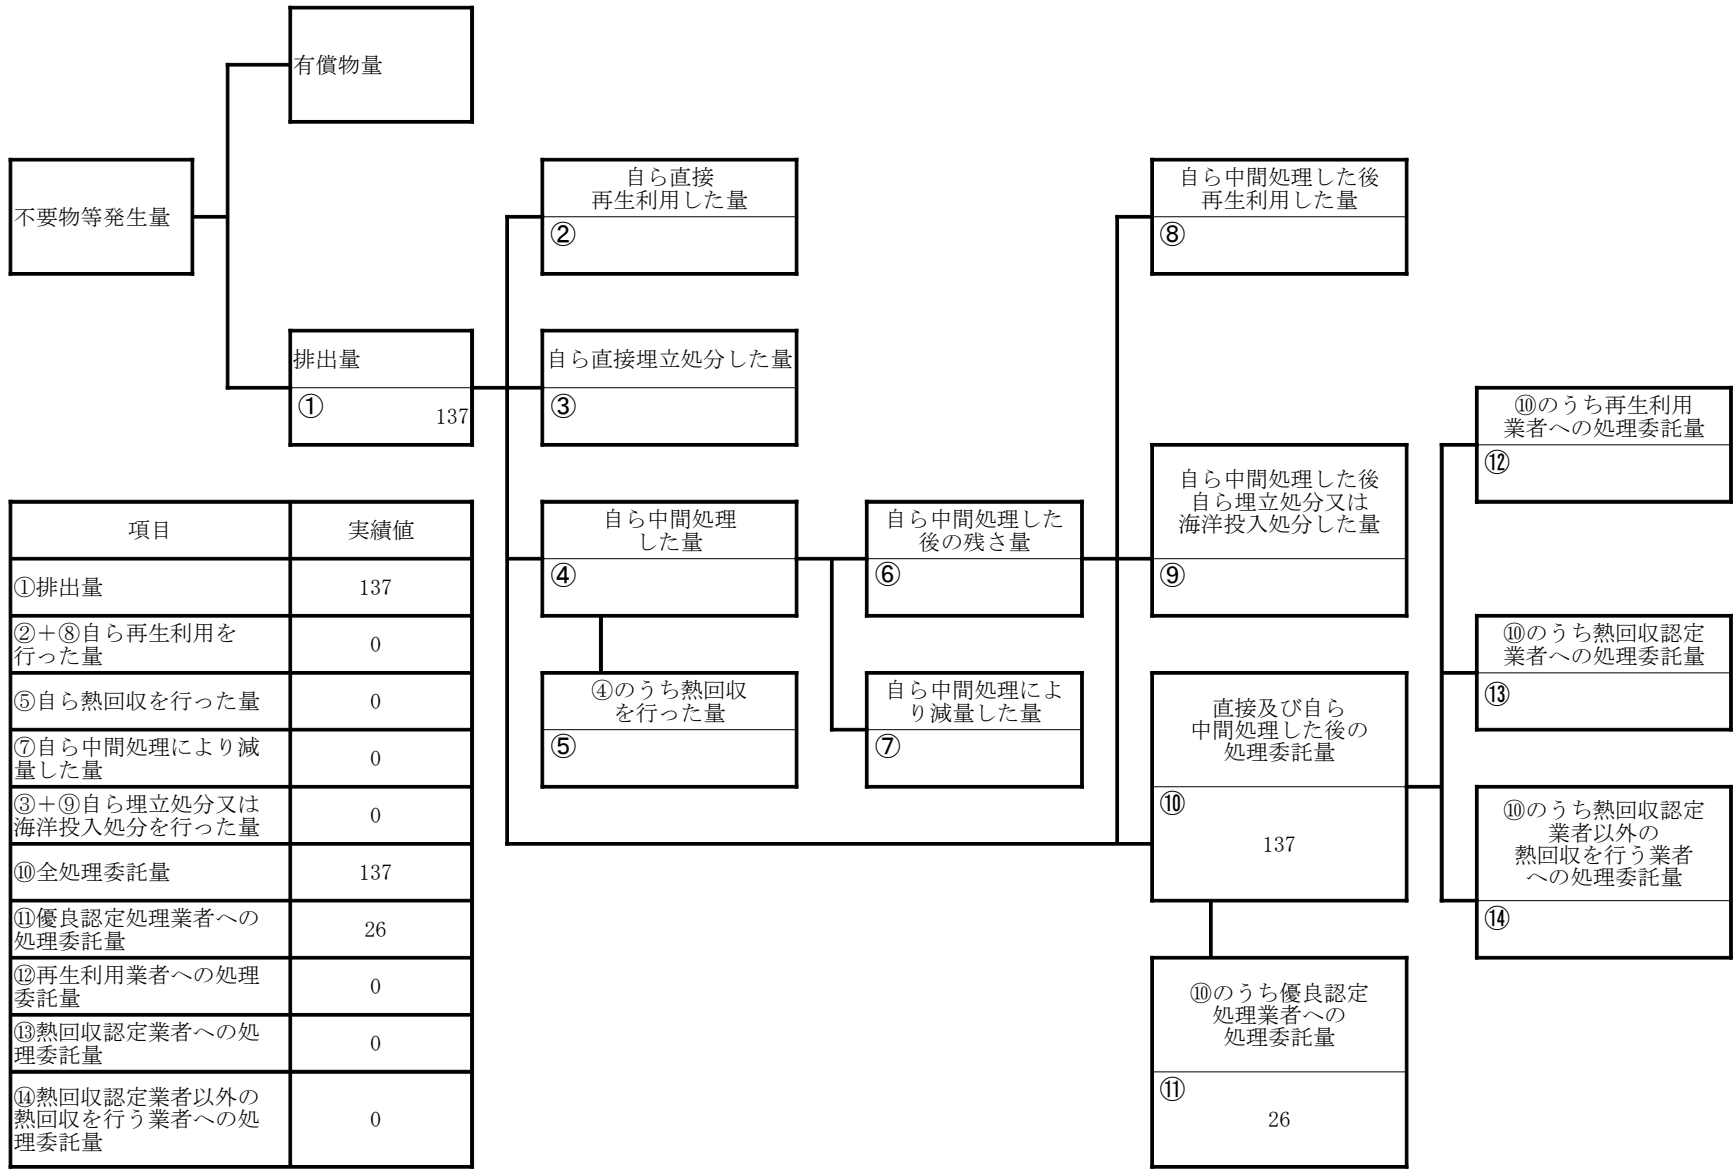 有償物量
不要物等発生量
自ら直接
再生利用した量
②
自ら中間処理した後
再生利用した量
⑧
排出量
①
137
自ら直接埋立処分した量
③
⑩のうち再生利用
業者への処理委託量
⑫
自ら中間処理
した量
④
自ら中間処理した
後の残さ量
⑥
自ら中間処理した後
自ら埋立処分又は
海洋投入処分した量
⑨
⑩のうち熱回収認定
業者への処理委託量
⑬
④のうち熱回収
を行った量
⑤
自ら中間処理によ
り減量した量
⑦
直接及び自ら
中間処理した後の
処理委託量
⑩
137
⑩のうち熱回収認定
業者以外の
熱回収を行う業者
への処理委託量
⑭
⑩のうち優良認定
処理業者への
処理委託量
⑪
26
項目 実績値
①排出量 137
②＋⑧自ら再生利用を
行った量 0
⑤自ら熱回収を行った量 0
⑦自ら中間処理により減
量した量 0
③＋⑨自ら埋立処分又は
海洋投入処分を行った量 0
⑩全処理委託量 137
⑪優良認定処理業者への
処理委託量 26
⑫再生利用業者への処理
委託量 0
⑬熱回収認定業者への処
理委託量 0
⑭熱回収認定業者以外の
熱回収を行う業者への処
理委託量 0